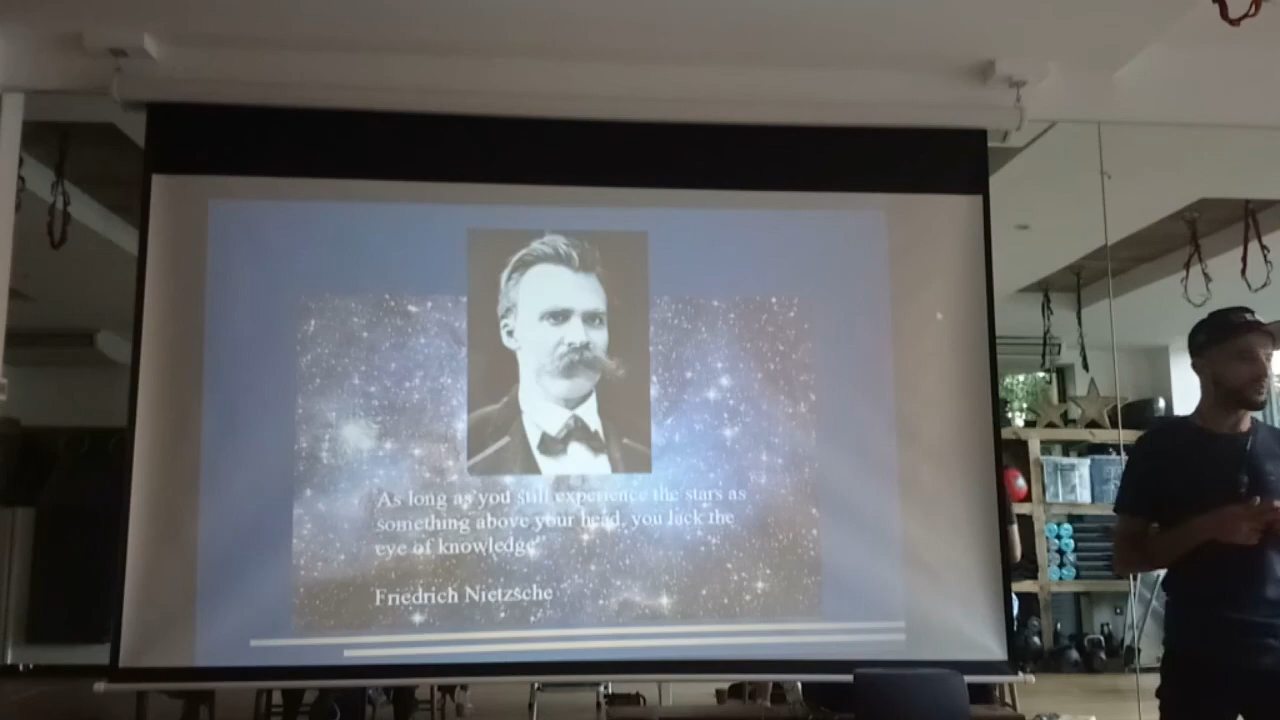 As long as you still experience the stars as
something above your head, you lack the
eye of knowledge"
Friedrich Nietzsche